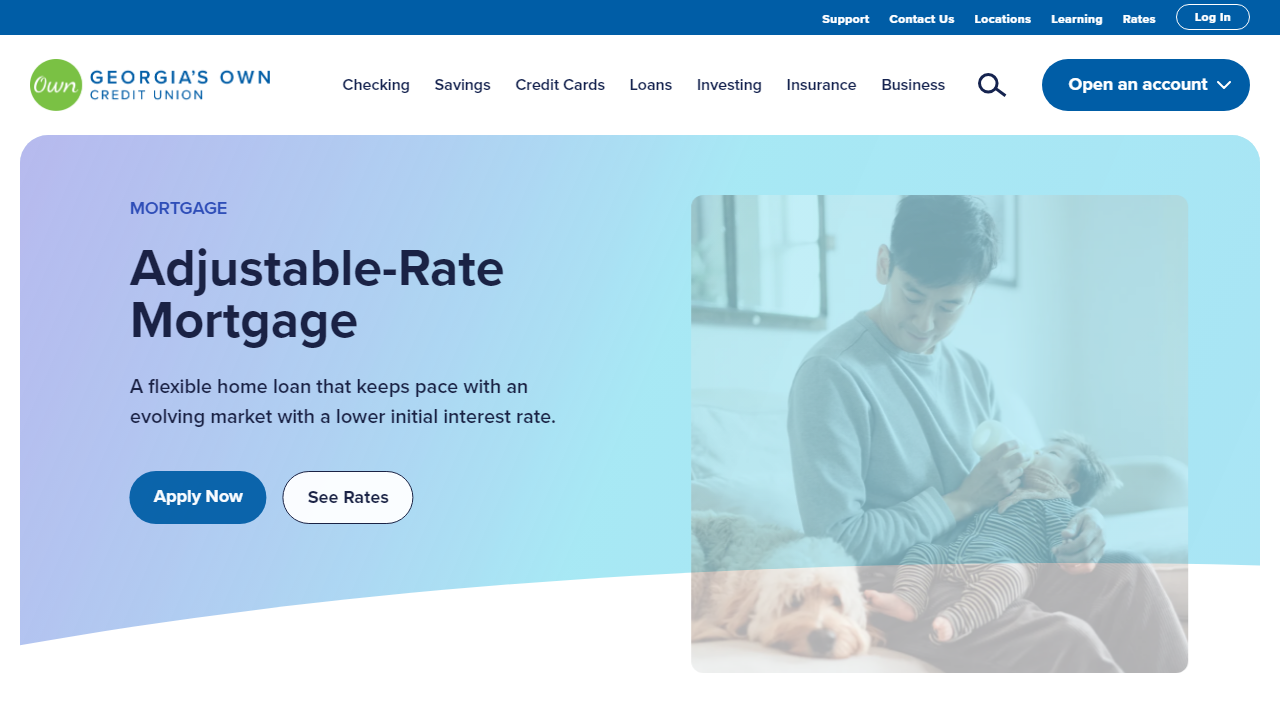 Support Contact Us Locations Learning Rates Log In
Own GEORGIA'S OWN
CREDIT UNION
Checking Savings Credit Cards Loans Investing Insurance Business Open an account
MORTGAGE
Adjustable-Rate
Mortgage
A flexible home loan that keeps pace with an
evolving market with a lower initial interest rate.
Apply Now See Rates